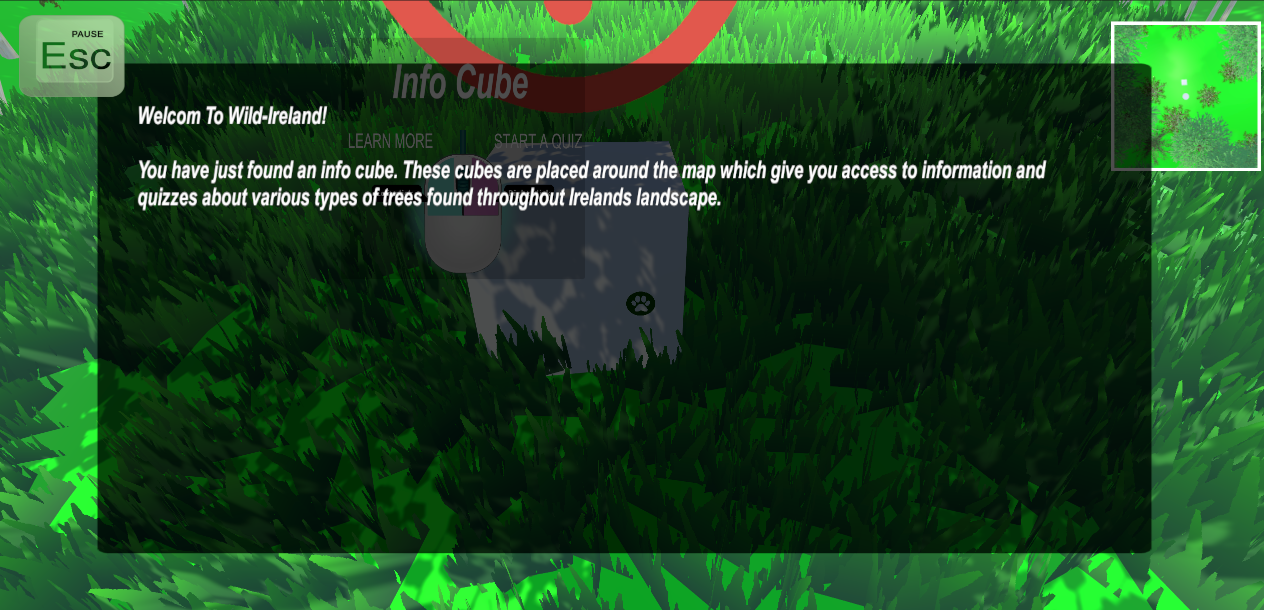 PAUSE
Esc
Info Cube
Welcom To Wild-Ireland!
LEARN MORE START A QUIZ
You have just found an info cube. These cubes are placed around the map which give you access to information and
quizzes about various types of trees found throughout Irelands landscape.